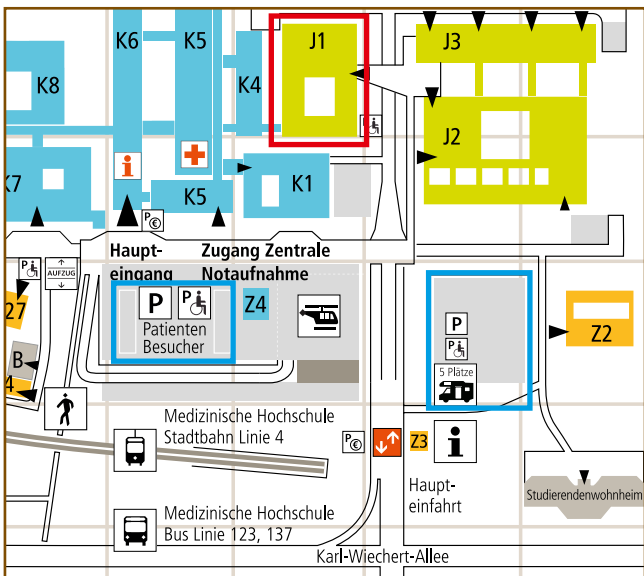 K6
K5
J1
J3
K8
K4
J2
i
K7
K5
K1
P
€
Haupt-
eingang
Zugang Zentrale
Notaufnahme
P
AUFZUG
27
P
P
Z4
Patienten
Besucher
P
P
5 Plätze
Z2
B
4
Medizinische Hochschule
Stadtbahn Linie 4
P
€
Z3
i
Haupt-
einfahrt
Studierendenwohnheim
Medizinische Hochschule
Bus Linie 123, 137
Karl-Wiechert-Allee